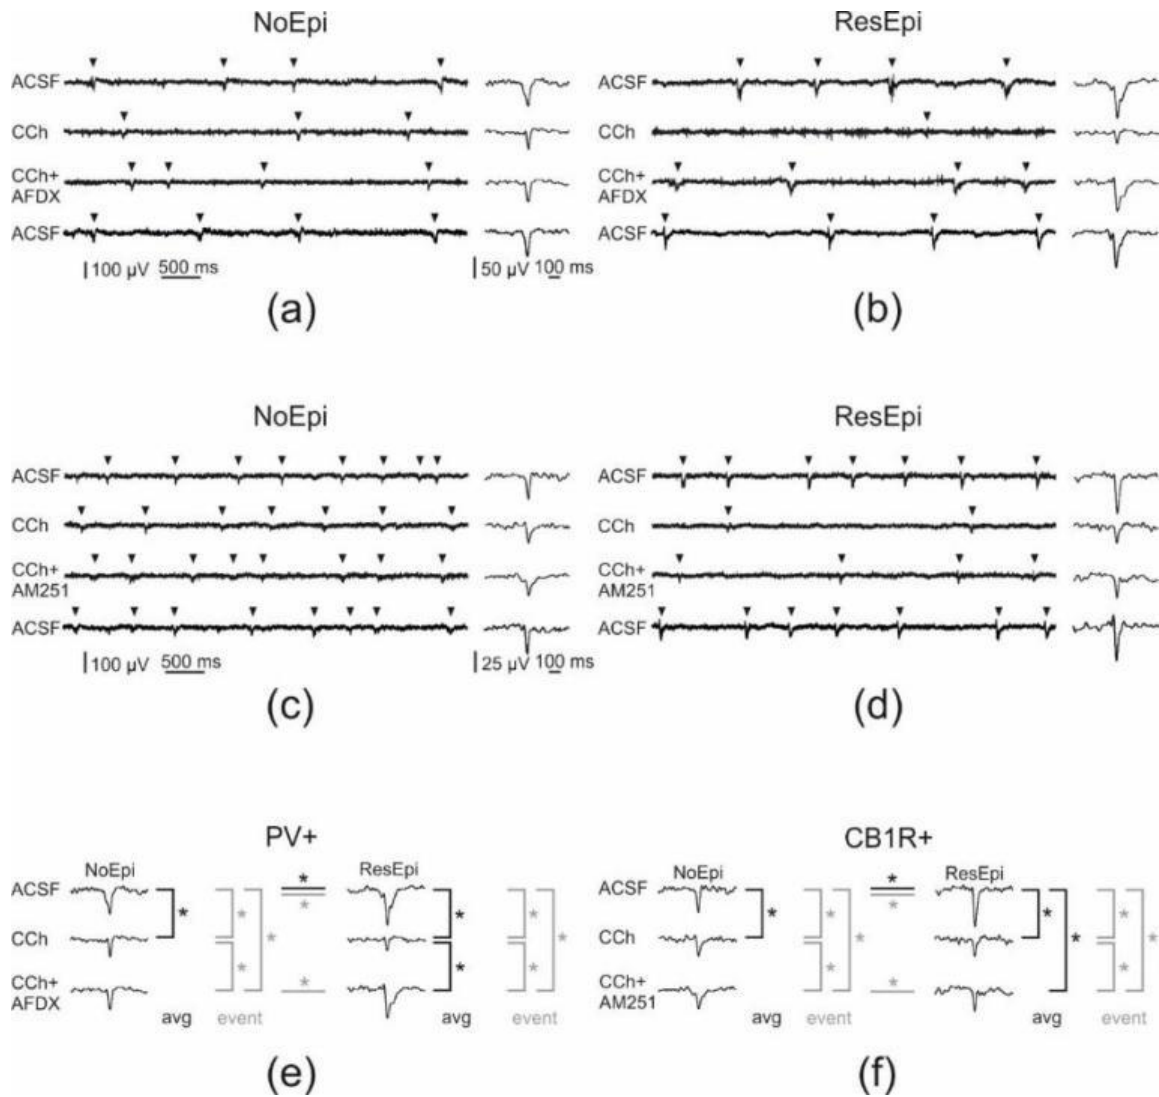 NoEpi
ResEpi
ACSF
CCh
CCh+
AFDX
ACSF
100 µV 500 ms
50 µV 100 ms
ACSF
CCh
CCh+
AFDX
ACSF
(a)
(b)
NoEpi
ResEpi
ACSF
CCh
CCh+
AM251
ACSF
100 µV 500 ms
25 µV 100 ms
ACSF
CCh
CCh+
AM251
ACSF
(c)
(d)
PV+
NoEpi
ResEpi
ACSF
*
*
*
*
*
*
*
*
CCh
*
*
*
*
CCh+
AFDX
avg
event
avg
event
CB1R+
NoEpi
ResEpi
ACSF
*
*
*
*
*
*
*
*
CCh
*
*
*
*
CCh+
AM251
avg
event
avg
event
(e)
(f)